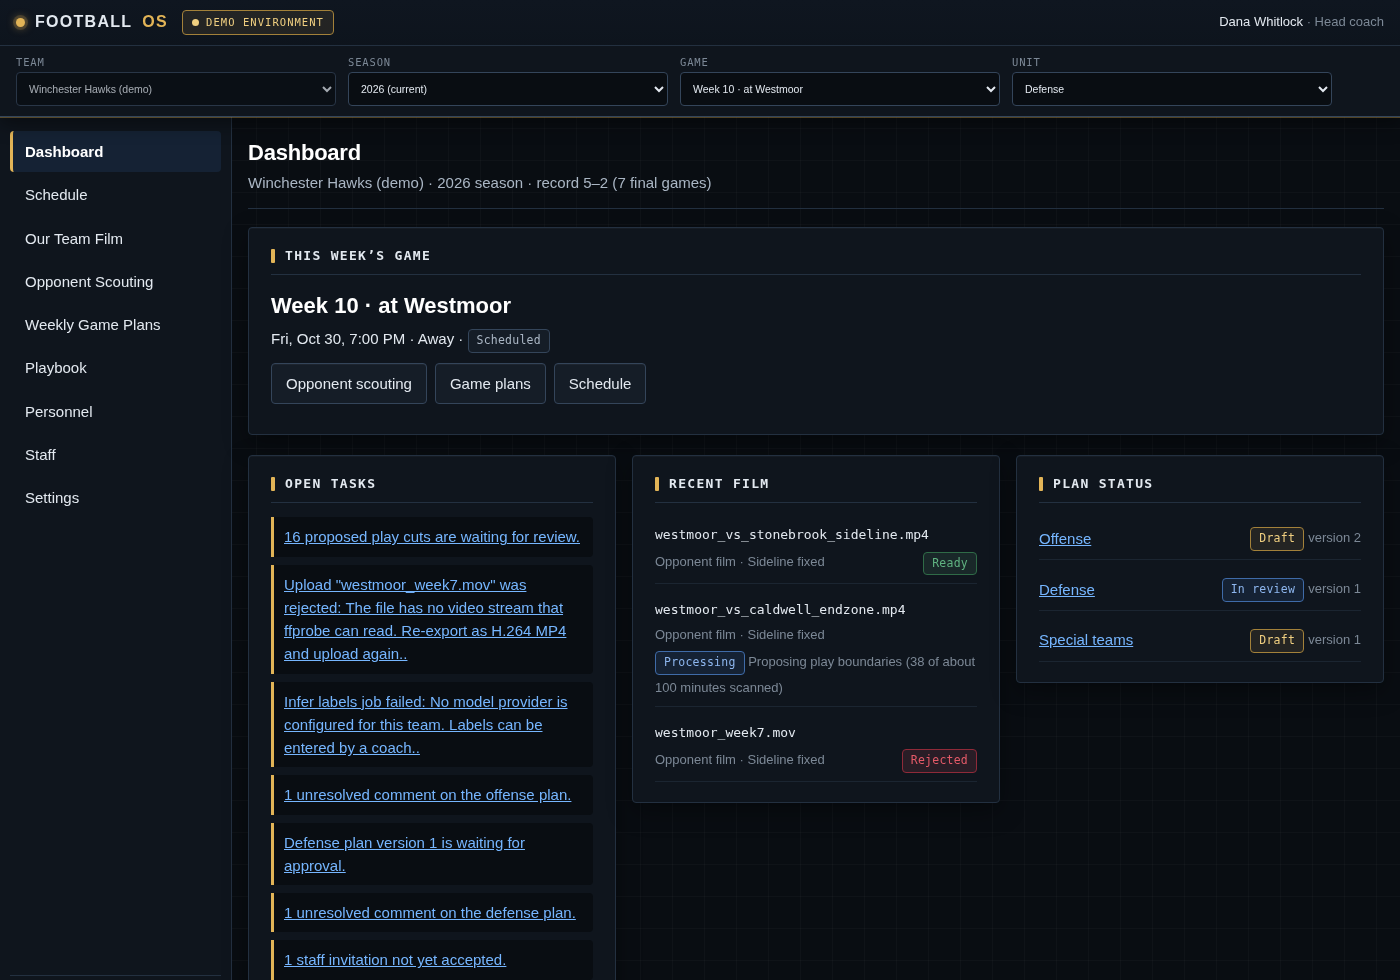 FOOTBALL OS
DEMO ENVIRONMENT
Dana Whitlock · Head coach
TEAM
Winchester Hawks (demo)
SEASON
2026 (current)
GAME
Week 10 · at Westmoor
UNIT
Defense
Dashboard
Schedule
Our Team Film
Opponent Scouting
Weekly Game Plans
Playbook
Personnel
Staff
Settings
Dashboard
Winchester Hawks (demo) · 2026 season · record 5–2 (7 final games)
THIS WEEK’S GAME
Week 10 · at Westmoor
Fri, Oct 30, 7:00 PM · Away · Scheduled
Opponent scouting
Game plans
Schedule
OPEN TASKS
16 proposed play cuts are waiting for review.
Upload "westmoor_week7.mov" was
rejected: The file has no video stream that
ffprobe can read. Re-export as H.264 MP4
and upload again..
Infer labels job failed: No model provider is
configured for this team. Labels can be
entered by a coach..
1 unresolved comment on the offense plan.
Defense plan version 1 is waiting for
approval.
1 unresolved comment on the defense plan.
1 staff invitation not yet accepted.
RECENT FILM
westmoor_vs_stonebrook_sideline.mp4
Opponent film · Sideline fixed
Ready
westmoor_vs_caldwell_endzone.mp4
Opponent film · Sideline fixed
Processing Proposing play boundaries (38 of about
100 minutes scanned)
westmoor_week7.mov
Opponent film · Sideline fixed
Rejected
PLAN STATUS
Offense
Draft version 2
Defense
In review version 1
Special teams
Draft version 1